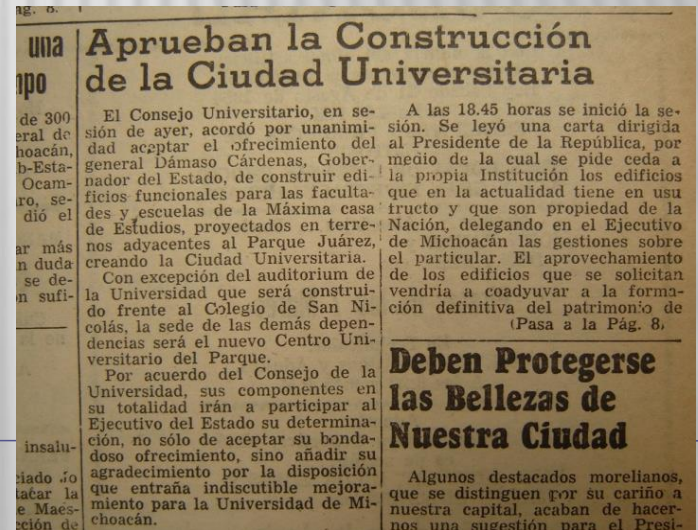 ág. 8.
una
mpo
de 300
eral de
hoacán,
b-Esta-
Ocam-
ro, se-
dió el
ar más
n duda
se de-
n sufi-
insalu-
ciado
tacar la
e Maes-
cción de
Aprueban la Construcción
de la Ciudad Universitaria
El Consejo Universitario, en se-
sión de ayer, acordó por unanimi-
dad aceptar el ofrecimiento del
general Dámaso Cárdenas, Gober-
nador del Estado, de construir edi-
ficios funcionales para las faculta-
des y escuelas de la Máxima casa
de Estudios, proyectados en terre-
nos adyacentes al Parque Juárez,
creando la Ciudad Universitaria.
Con excepción del auditorium de
la Universidad que será construi-
do frente al Colegio de San Ni-
colás, la sede de las demás depen-
dencias será el nuevo Centro Uni-
versitario del Parque.
Por acuerdo del Consejo de la
Universidad, sus componentes en
su totalidad irán a participar al
Ejecutivo del Estado su determina-
ción, no sólo de aceptar su bonda-
doso ofrecimiento, sino añadir su
agradecimiento por la disposición
que entraña indiscutible mejora-
miento para la Universidad de Mi-
choacán.
A las 18.45 horas se inició la se-
sión. Se leyó una carta dirigida
al Presidente de la República, por
medio de la cual se pide ceda a
la propia Institución los edificios
que en la actualidad tiene en usu
tructo y que son propiedad de la
Nación, delegando en el Ejecutivo
de Michoacán las gestiones sobre
el particular. El aprovechamiento
de los edificios que se solicitan
vendría a coadyuvar a la forma-
ción definitiva del patrimonio de
(Pasa a la Pág. 8)
Deben Protegerse
las Bellezas de
Nuestra Ciudad
Algunos destacados morelianos,
que se distinguen por su cariño a
nuestra capital, acaban de hacer-
nos una sugestión para el Presi-